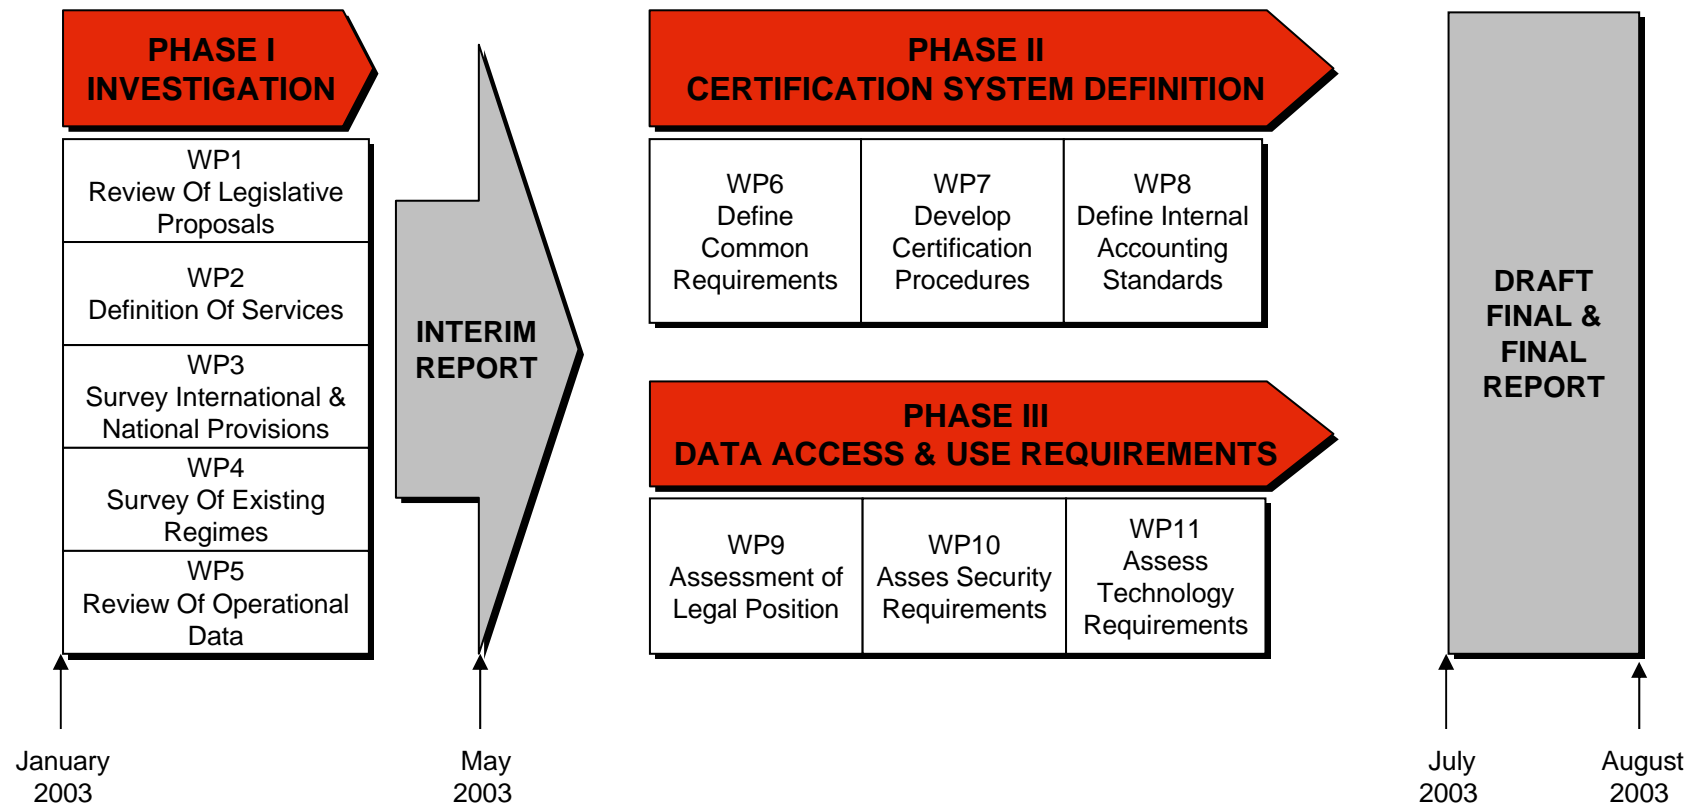 PHASE I
INVESTIGATION
WP1
Review Of Legislative
Proposals
WP2
Definition Of Services
WP3
Survey International &
National Provisions
WP4
Survey Of Existing
Regimes
WP5
Review Of Operational
Data
INTERIM
REPORT
PHASE II
CERTIFICATION SYSTEM DEFINITION
WP6
Define
Common
Requirements
WP7
Develop
Certification
Procedures
WP8
Define Internal
Accounting
Standards
PHASE III
DATA ACCESS & USE REQUIREMENTS
WP9
Assessment of
Legal Position
WP10
Asses Security
Requirements
WP11
Assess
Technology
Requirements
DRAFT
FINAL &
FINAL
REPORT
January
2003
May
2003
July
2003
August
2003